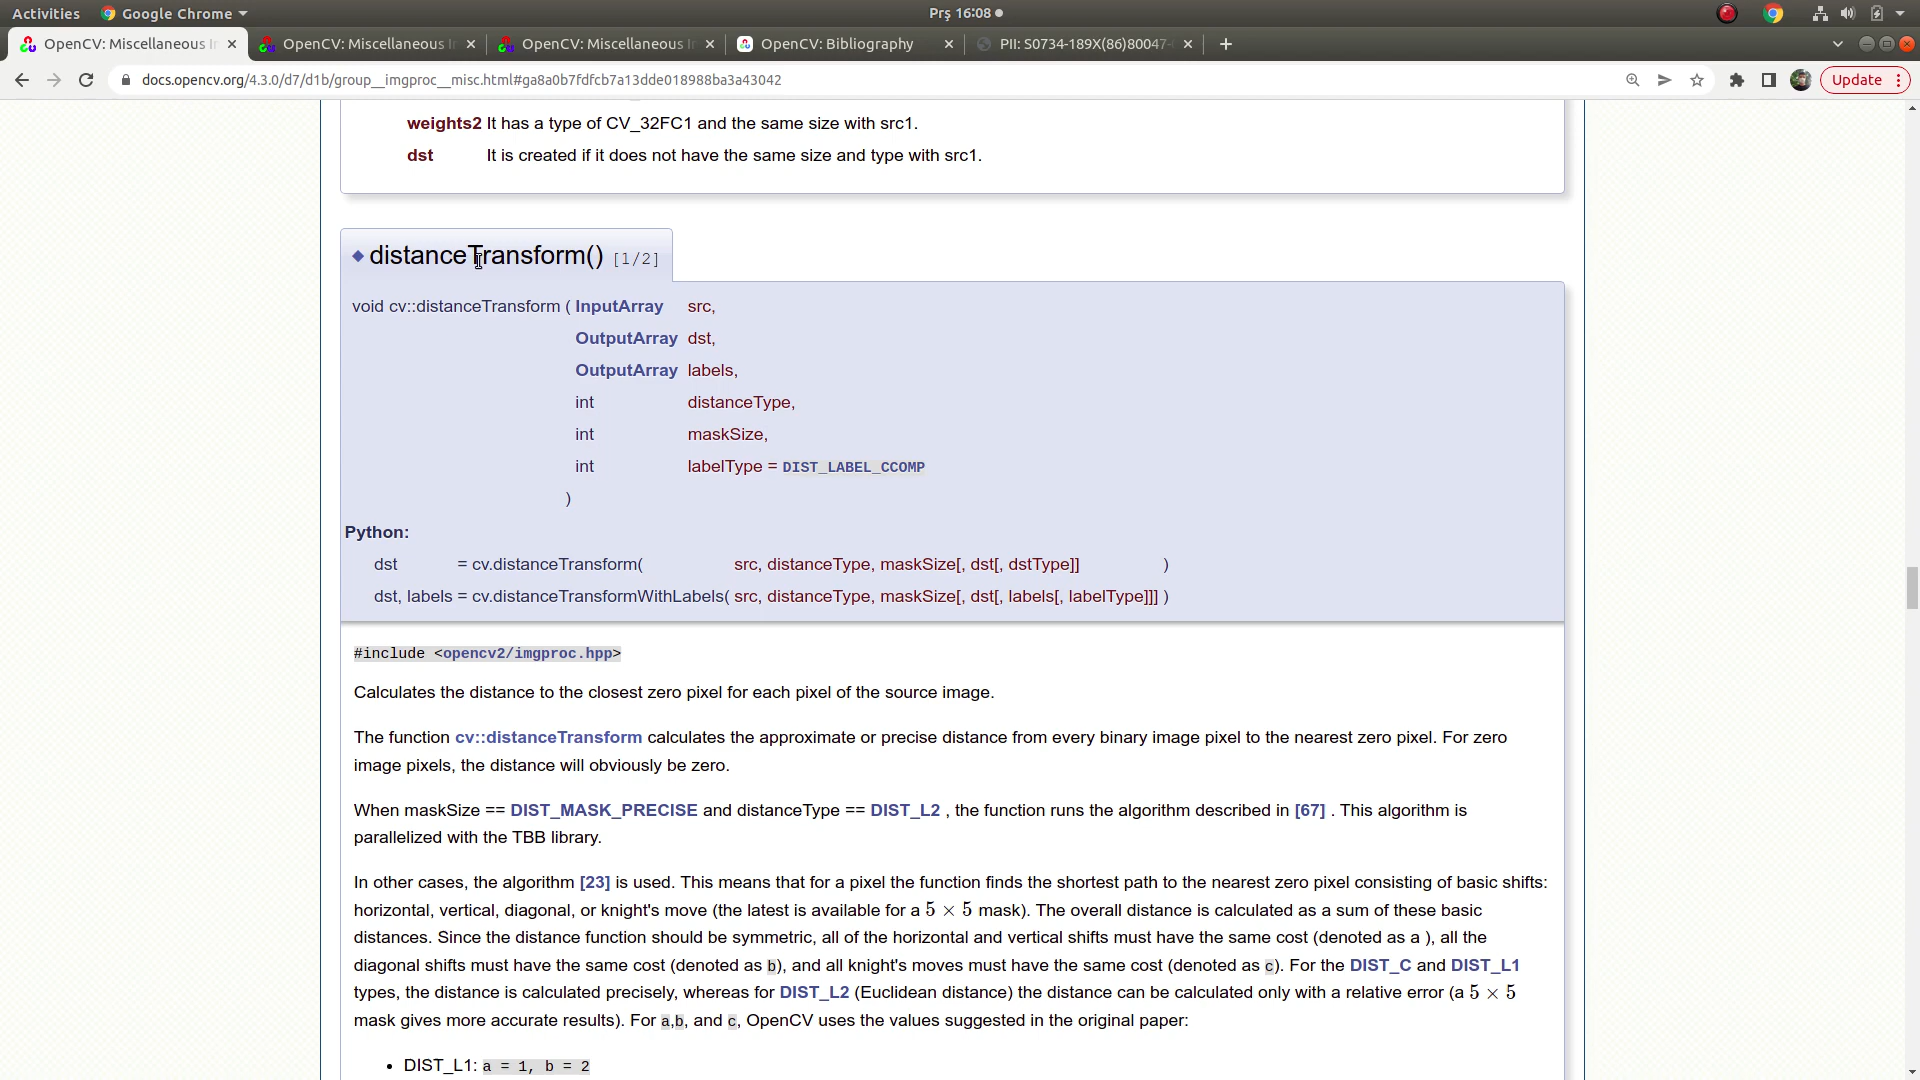 Activities
Google Chrome
Prş 16:08
OpenCV: Miscellaneous I
OpenCV: Miscellaneous I
OpenCV: Miscellaneous I
OpenCV: Bibliography
PII: S0734-189X(86)80047-
docs.opencv.org/4.3.0/d7/d1b/group__imgproc__misc.html#ga8a0b7fdfcb7a13dde018988ba3a43042
Update
weights2 It has a type of CV_32FC1 and the same size with src1.
dst It is created if it does not have the same size and type with src1.
distanceTransform() [1/2]
void cv::distanceTransform ( InputArray src,
OutputArray dst,
OutputArray labels,
int distanceType,
int maskSize,
int labelType = DIST_LABEL_CCOMP
)
Python:
dst = cv.distanceTransform( src, distanceType, maskSize[, dst[, dstType]] )
dst, labels = cv.distanceTransformWithLabels( src, distanceType, maskSize[, dst[, labels[, labelType]]] )
#include <opencv2/imgproc.hpp>
Calculates the distance to the closest zero pixel for each pixel of the source image.
The function cv::distanceTransform calculates the approximate or precise distance from every binary image pixel to the nearest zero pixel. For zero
image pixels, the distance will obviously be zero.
When maskSize == DIST_MASK_PRECISE and distanceType == DIST_L2 , the function runs the algorithm described in [67] . This algorithm is
parallelized with the TBB library.
In other cases, the algorithm [23] is used. This means that for a pixel the function finds the shortest path to the nearest zero pixel consisting of basic shifts:
horizontal, vertical, diagonal, or knight's move (the latest is available for a 5 × 5 mask). The overall distance is calculated as a sum of these basic
distances. Since the distance function should be symmetric, all of the horizontal and vertical shifts must have the same cost (denoted as a ), all the
diagonal shifts must have the same cost (denoted as b), and all knight's moves must have the same cost (denoted as c). For the DIST_C and DIST_L1
types, the distance is calculated precisely, whereas for DIST_L2 (Euclidean distance) the distance can be calculated only with a relative error (a 5 × 5
mask gives more accurate results). For a,b, and c, OpenCV uses the values suggested in the original paper:
• DIST_L1: a = 1, b = 2